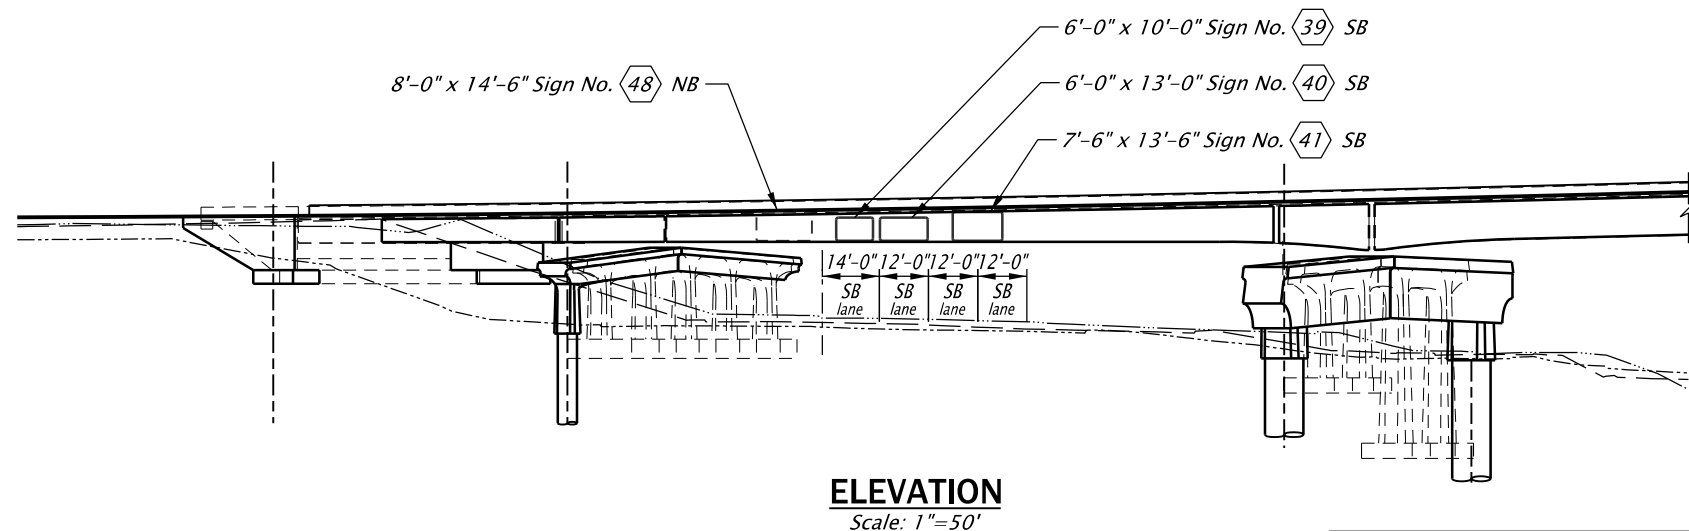 6'-0" x 10'-0" Sign No. 39 SB
8'-0" x 14'-6" Sign No. 48 NB
6'-0" x 13'-0" Sign No. 40 SB
7'-6" x 13'-6" Sign No. 41 SB
14'-0" 12'-0" 12'-0" 12'-0"
SB SB SB SB
lane lane lane lane
ELEVATION
Scale: 1"=50'